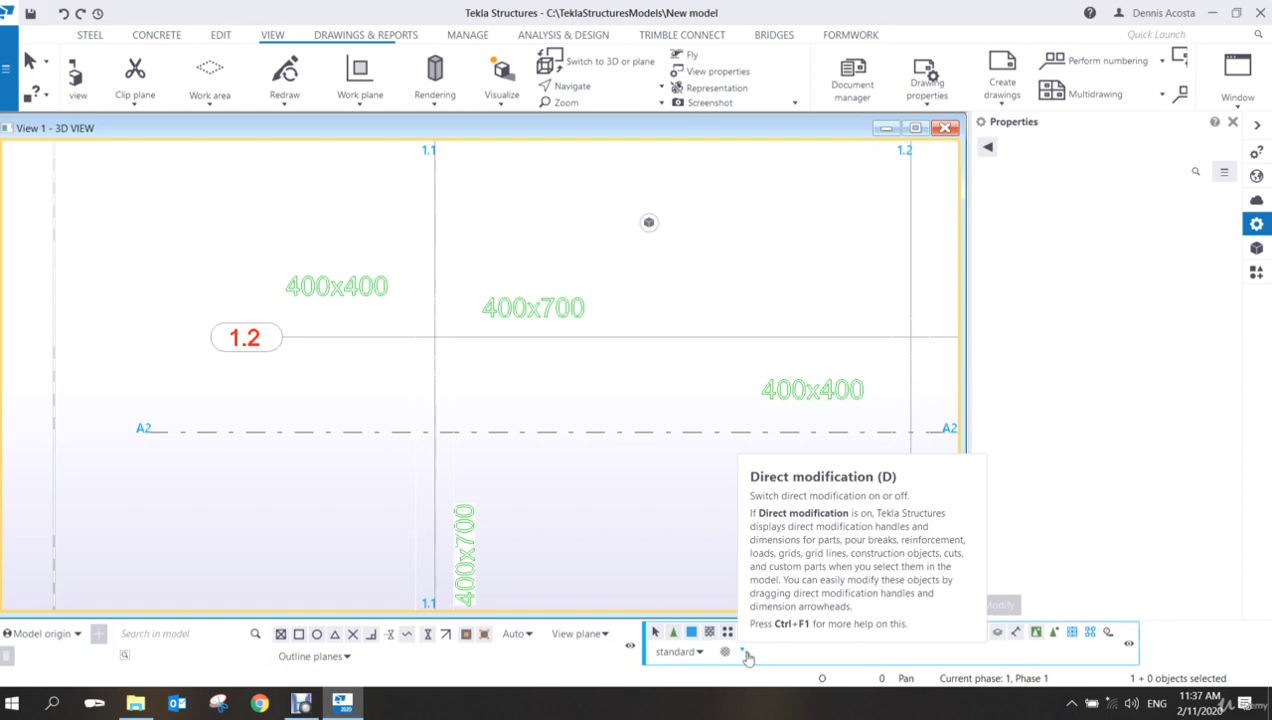 Tekla Structures - C:\TeklaStructuresModels\New model
Dennis Acosta
STEEL CONCRETE EDIT VIEW DRAWINGS & REPORTS MANAGE ANALYSIS & DESIGN TRIMBLE CONNECT BRIDGES FORMWORK
Quick Launch
view
Clip plane
Work area
Redraw
Work plane
Rendering
Visualize
Switch to 3D or plane
Navigate
Zoom
Fly
View properties
Representation
Screenshot
Document
manager
Drawing
properties
Create
drawings
Perform numbering
Multidrawing
Window
View 1 - 3D VIEW
Properties
1.1
1.2
400x400
400x700
1.2
400x400
A2
A2
400x700
1.1
Direct modification (D)
Switch direct modification on or off.
If Direct modification is on, Tekla Structures
displays direct modification handles and
dimensions for parts, pour breaks, reinforcement,
loads, grids, grid lines, construction objects, cuts,
and custom parts when you select them in the
model. You can easily modify these objects by
dragging direct modification handles and
dimension arrowheads.
Press Ctrl+F1 for more help on this.
Modify
Model origin
Search in model
Auto
View plane
Outline planes
standard
O 0 Pan Current phase: 1, Phase 1 1 + 0 objects selected
2020
ENG
11:37 AM
2/11/2020
Udemy